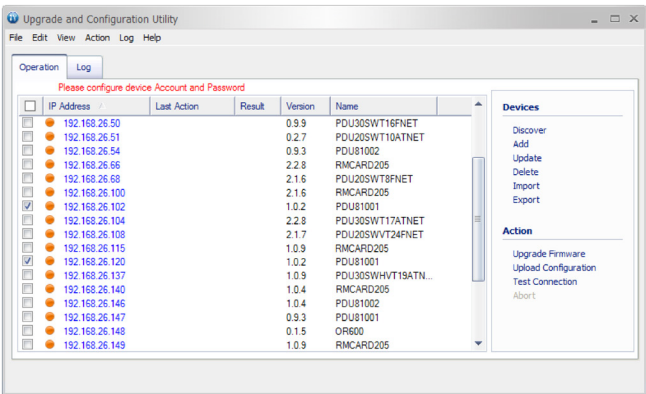 Upgrade and Configuration Utility
File Edit View Action Log Help
Operation Log
Please configure device Account and Password
IP Address Last Action Result Version Name
192.168.26.50 0.9.9 PDU30SWT16FNET
192.168.26.51 0.2.7 PDU20SWT10ATNET
192.168.26.54 0.9.3 PDU81002
192.168.26.66 2.2.8 RMCARD205
192.168.26.68 2.1.6 PDU20SWT8FNET
192.168.26.100 2.1.6 RMCARD205
192.168.26.102 1.0.2 PDU81001
192.168.26.104 2.2.8 PDU30SWT17ATNET
192.168.26.108 2.1.7 PDU20SWVT24FNET
192.168.26.115 1.0.9 RMCARD205
192.168.26.120 1.0.2 PDU81001
192.168.26.137 1.0.9 PDU30SWHVT19ATN...
192.168.26.140 1.0.4 RMCARD205
192.168.26.146 1.0.4 PDU81002
192.168.26.147 0.9.3 PDU81001
192.168.26.148 0.1.5 OR600
192.168.26.149 1.0.9 RMCARD205
Devices
Discover
Add
Update
Delete
Import
Export
Action
Upgrade Firmware
Upload Configuration
Test Connection
Abort